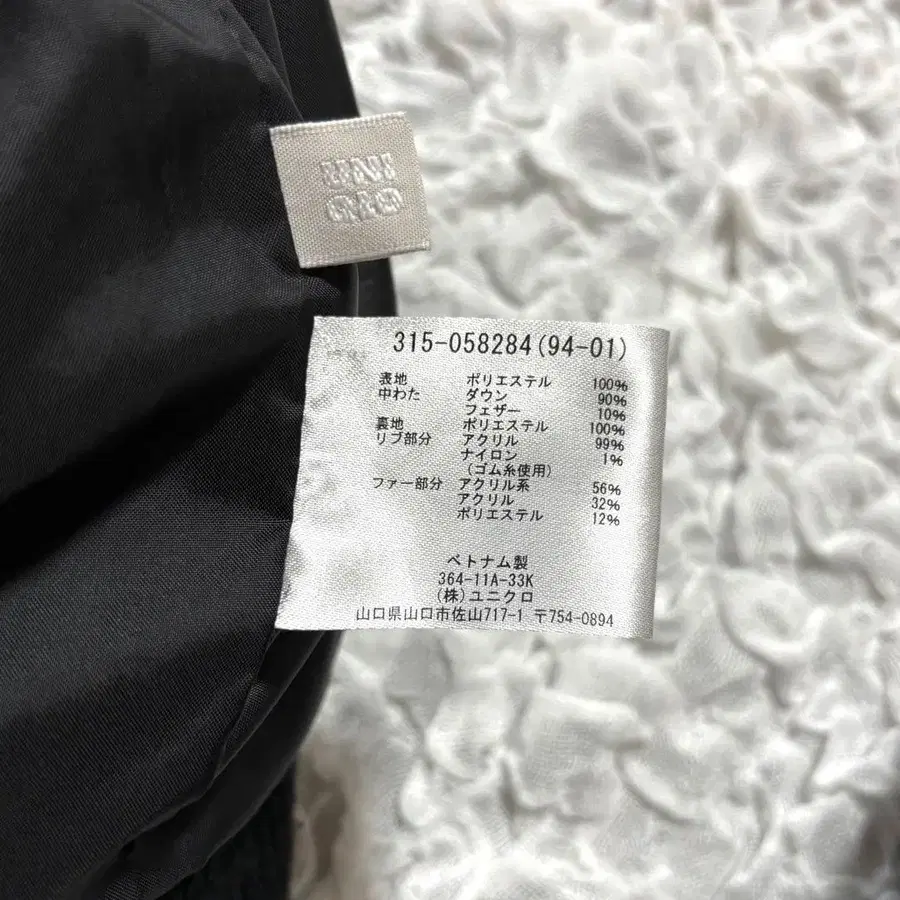 UNI
QLO
315-058284(94-01)
表地 ポリエステル 100%
中わた ダウン 90%
フェザー 10%
裏地 ポリエステル 100%
リブ部分 アクリル 99%
ナイロン 1%
(ゴム糸使用)
ファー部分 アクリル系 56%
アクリル 32%
ポリエステル 12%
ベトナム製
364-11A-33K
(株)ユニクロ
山口県山口市佐山717-1 〒754-0894